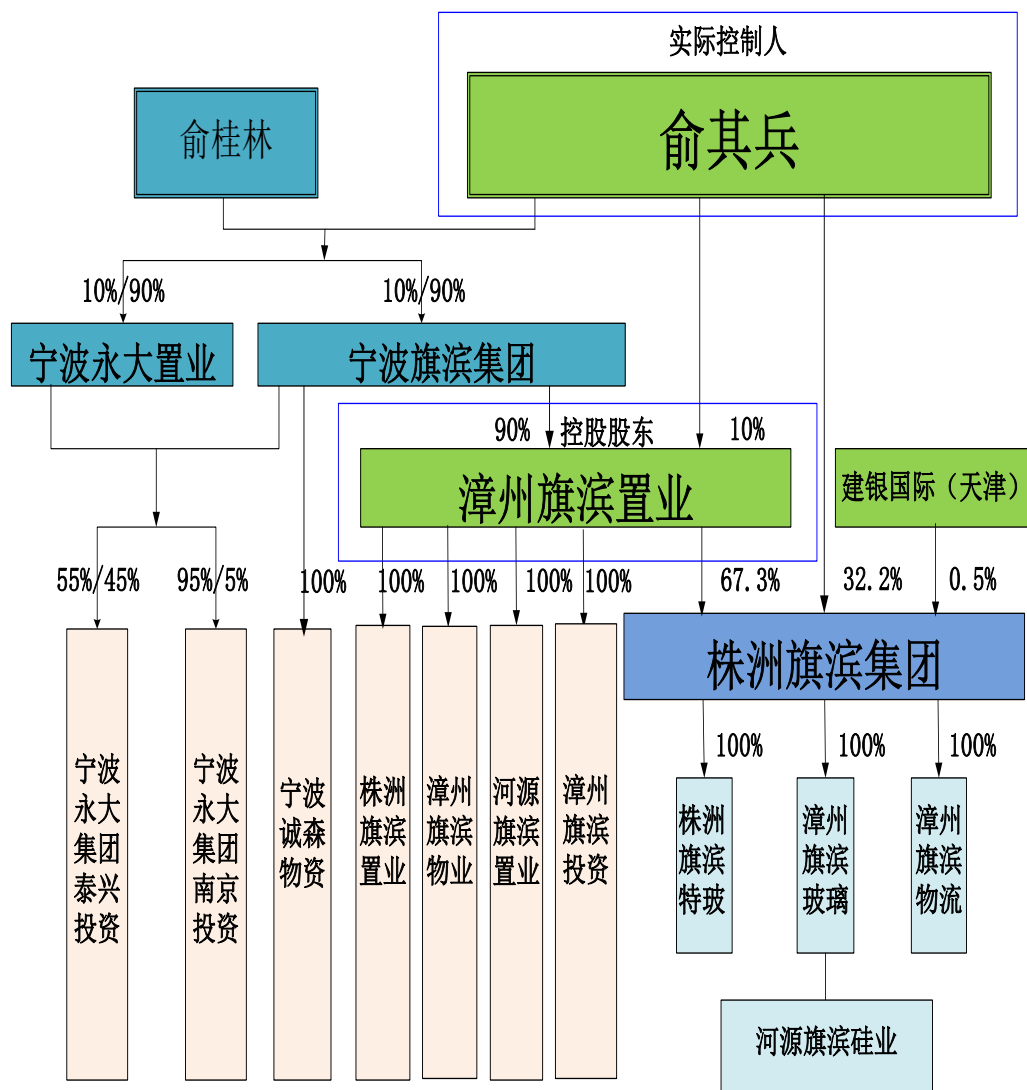 实际控制人
俞桂林
俞其兵
10%/90%
10%/90%
宁波永大置业
宁波旗滨集团
90%
控股股东
10%
漳州旗滨置业
建银国际（天津）
55%/45%
95%/5%
100%
100%
100%
100%
100%
67.3%
32.2%
0.5%
株洲旗滨集团
100%
100%
100%
宁波
永大
集团
泰兴
投资
宁波
永大
集团
南京
投资
宁波
诚森
物资
株洲
旗滨
置业
漳州
旗滨
物业
河源
旗滨
置业
漳州
旗滨
投资
株洲
旗滨
特玻
漳州
旗滨
玻璃
漳州
旗滨
物流
河源旗滨硅业